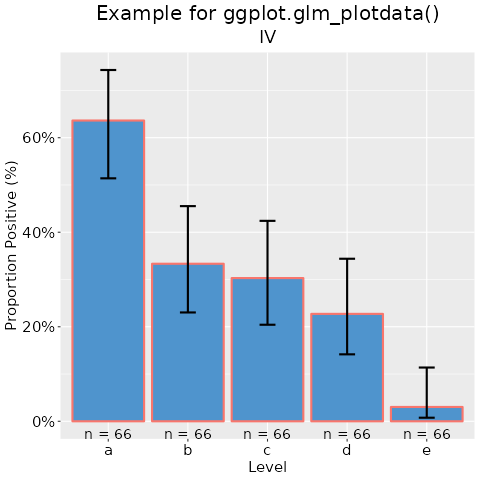 Example for ggplot.glm_plotdata()
IV
Proportion Positive (%)
60%
40%
20%
0%
n = 66 n = 66 n = 66 n = 66 n = 66
a b c d e
Level